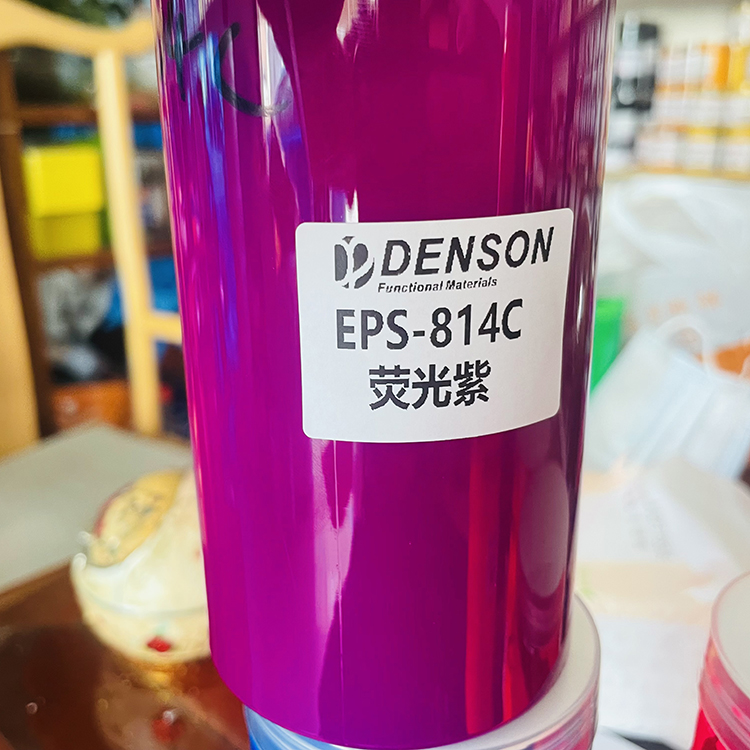 DENSON
Functional Materials
EPS-814C
荧光紫